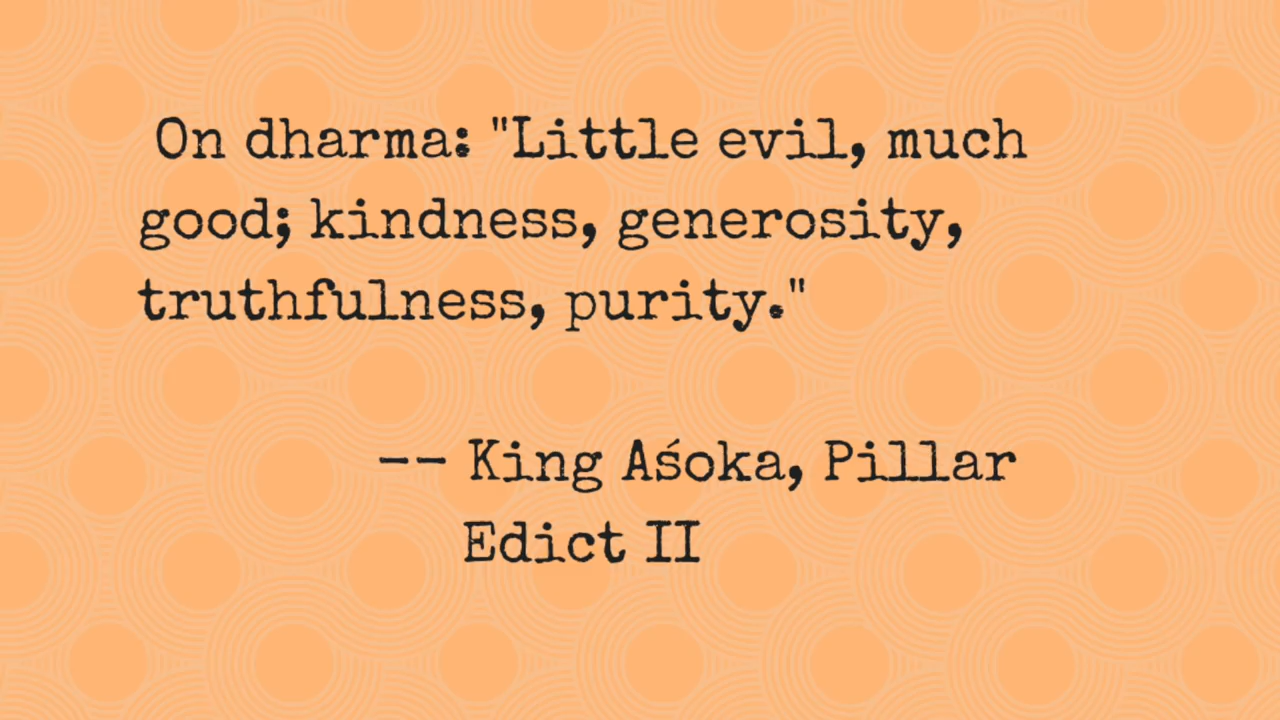 On dharma: "Little evil, much
good; kindness, generosity,
truthfulness, purity."
-- King Aśoka, Pillar
Edict II